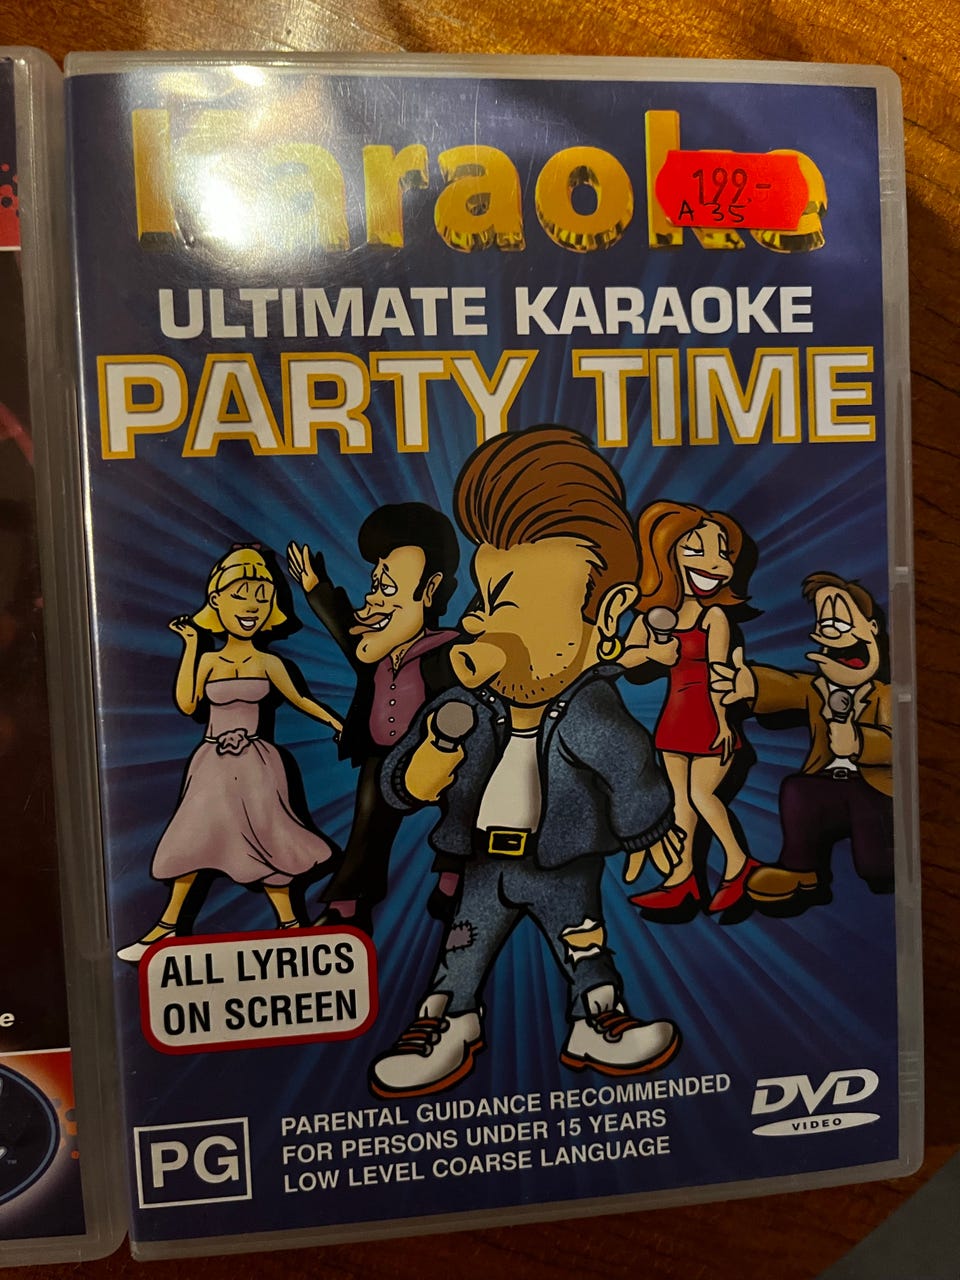 Karaoke
199,-
A 35
ULTIMATE KARAOKE
PARTY TIME
ALL LYRICS
ON SCREEN
e
PG
PARENTAL GUIDANCE RECOMMENDED
FOR PERSONS UNDER 15 YEARS
LOW LEVEL COARSE LANGUAGE
DVD
VIDEO
TM